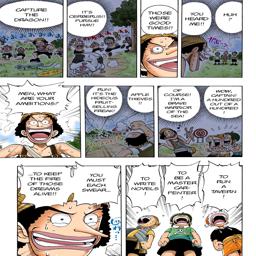 HUH?
YOU
HEARD
ME!!
THOSE
WERE
GOOD
TIMES!!
IT'S
CERBERUS!!
PURSUE
HIM!!
CAPTURE
THE
DRAGON!!!
WOW,
CAPTAIN!
A HUNDRED
OUT OF A
HUNDRED
OF
COURSE!
I'M A
BRAVE
WARRIOR
OF THE
SEA!
APPLE
THIEVES
!
RUN!
IT'S THE
HIDEOUS
FRUIT-
SELLING
FREAK!
MEN, WHAT
ARE YOUR
AMBITIONS?
TO
RUN A
TAVERN
TO BE A
MASTER
CAR-
PENTER
TO
WRITE
NOVELS
!
YOU MUST
EACH
SWEAR...
...TO KEEP
THE FIRE
OF THOSE
DREAMS
ALIVE!!